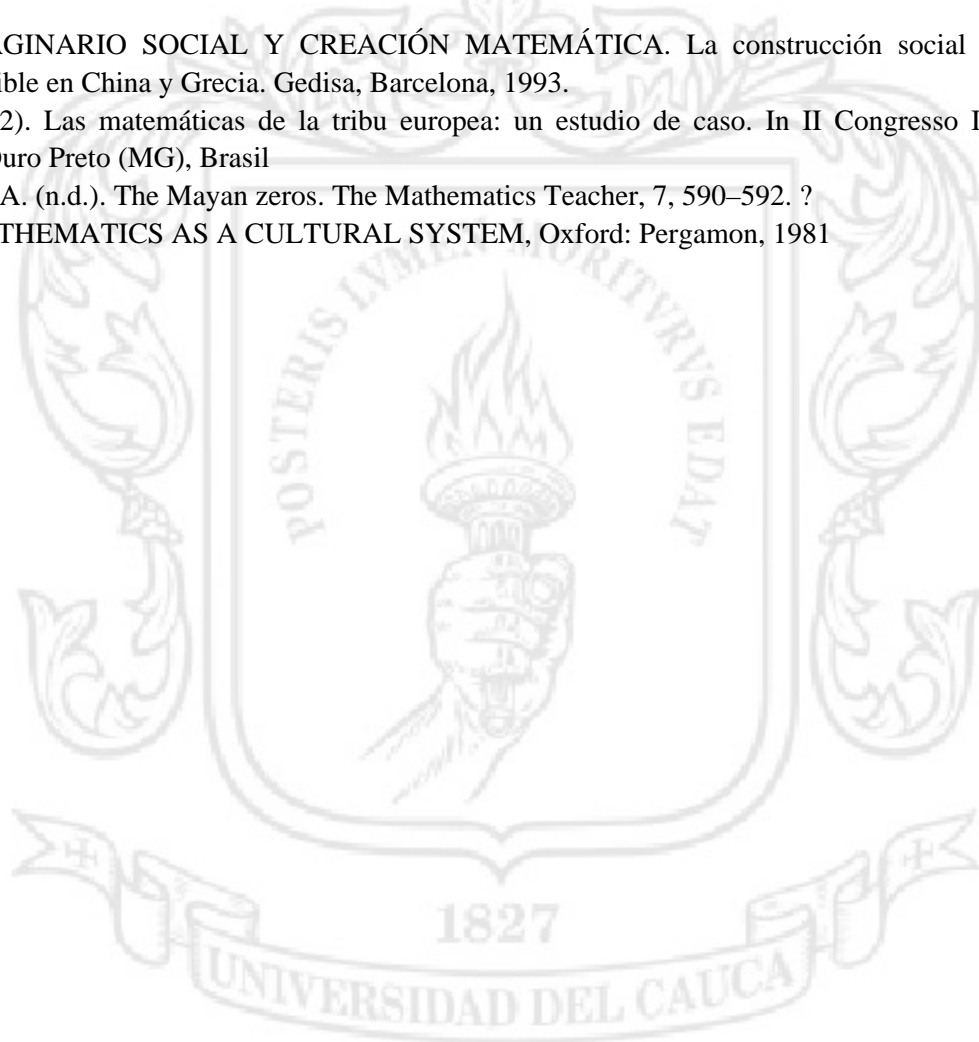 AGINARIO SOCIAL Y CREACIÓN MATEMÁTICA. La construcción social
ible en China y Grecia. Gedisa, Barcelona, 1993.
2). Las matemáticas de la tribu europea: un estudio de caso. In II Congresso I
Ouro Preto (MG), Brasil
A. (n.d.). The Mayan zeros. The Mathematics Teacher, 7, 590–592. ?
THEMATICS AS A CULTURAL SYSTEM, Oxford: Pergamon, 1981
POSTERIS LVMEN MORITVRVS EDAT
1827
UNIVERSIDAD DEL CAUCA